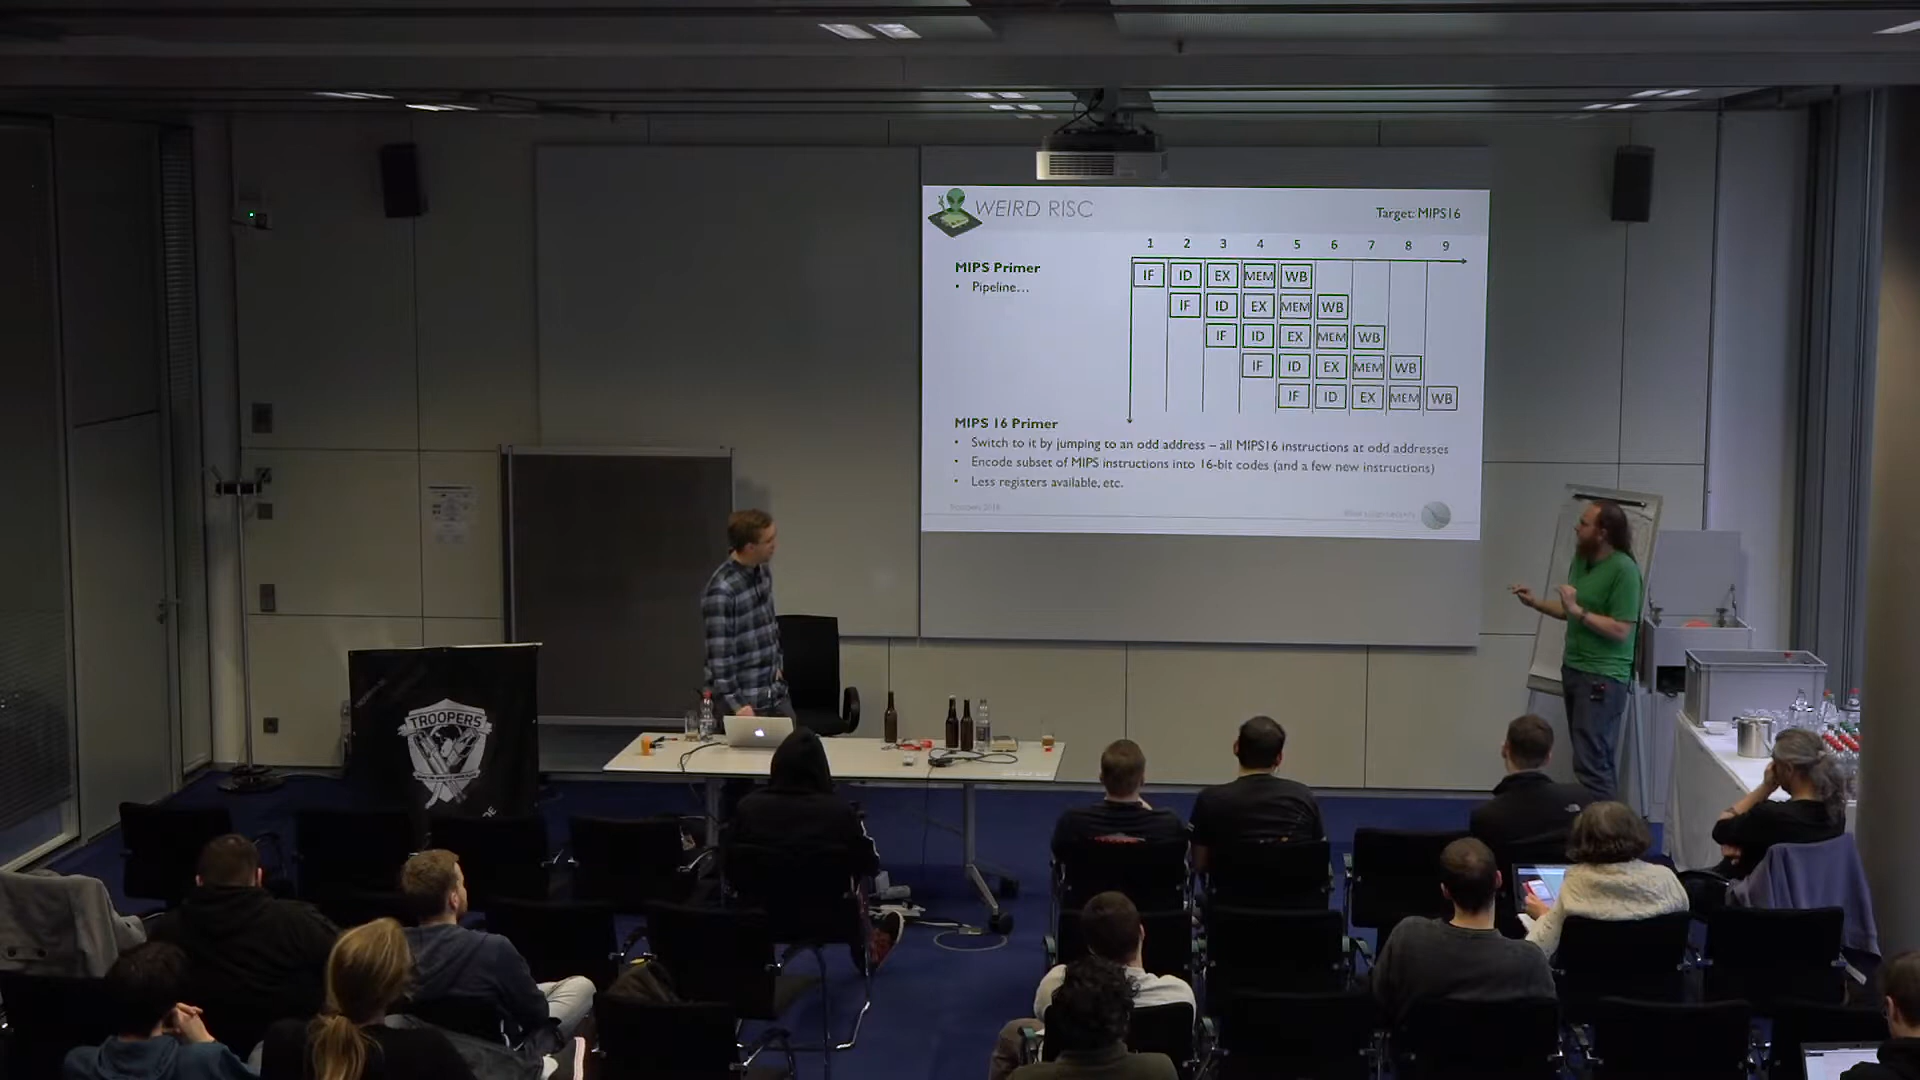 WEIRD RISC
Target: MIPS16
1 2 3 4 5 6 7 8 9
MIPS Primer
• Pipeline...
IF ID EX MEM WB
IF ID EX MEM WB
IF ID EX MEM WB
IF ID EX MEM WB
IF ID EX MEM WB
MIPS 16 Primer
• Switch to it by jumping to an odd address – all MIPS16 instructions at odd addresses
• Encode subset of MIPS instructions into 16-bit codes (and a few new instructions)
• Less registers available, etc.
TROOPERS